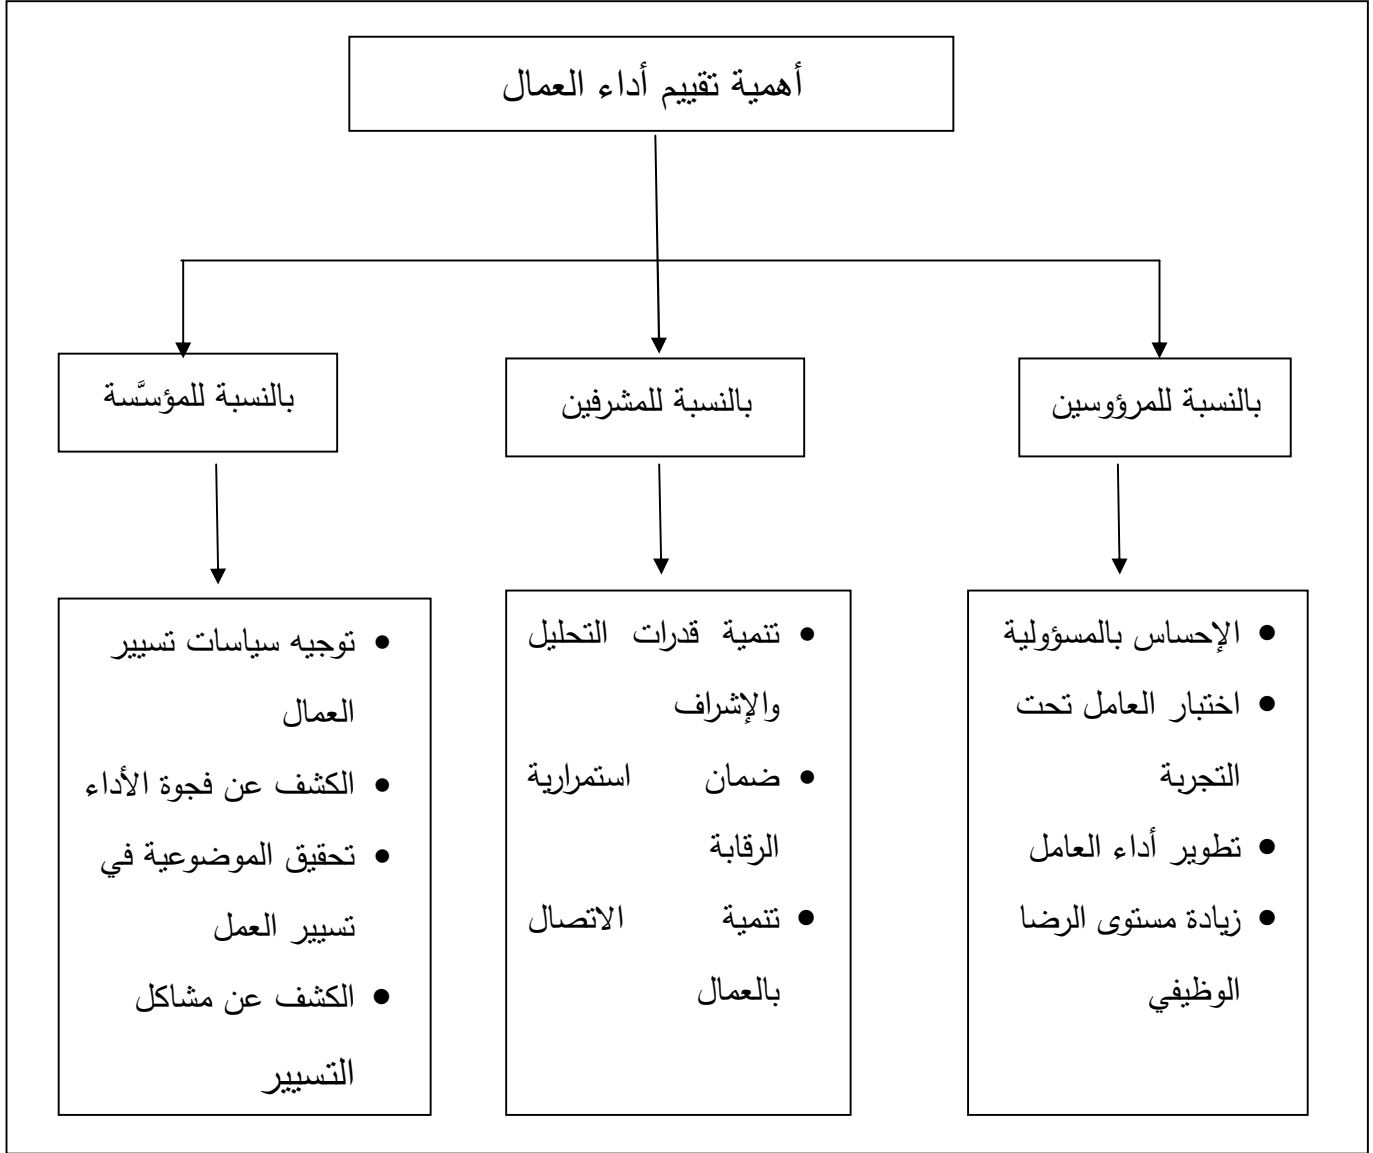 أهمية تقييم أداء العمال
بالنسبة للمرؤوسين
بالنسبة للمشرفين
بالنسبة للمؤسَّسة
• الإحساس بالمسؤولية
• اختبار العامل تحت
التجربة
• تطوير أداء العامل
• زيادة مستوى الرضا
الوظيفي
• تنمية قدرات التحليل
والإشراف
• ضمان استمرارية
الرقابة
• تنمية الاتصال
بالعمال
• توجيه سياسات تسيير
العمال
• الكشف عن فجوة الأداء
• تحقيق الموضوعية في
تسيير العمل
• الكشف عن مشاكل
التسيير